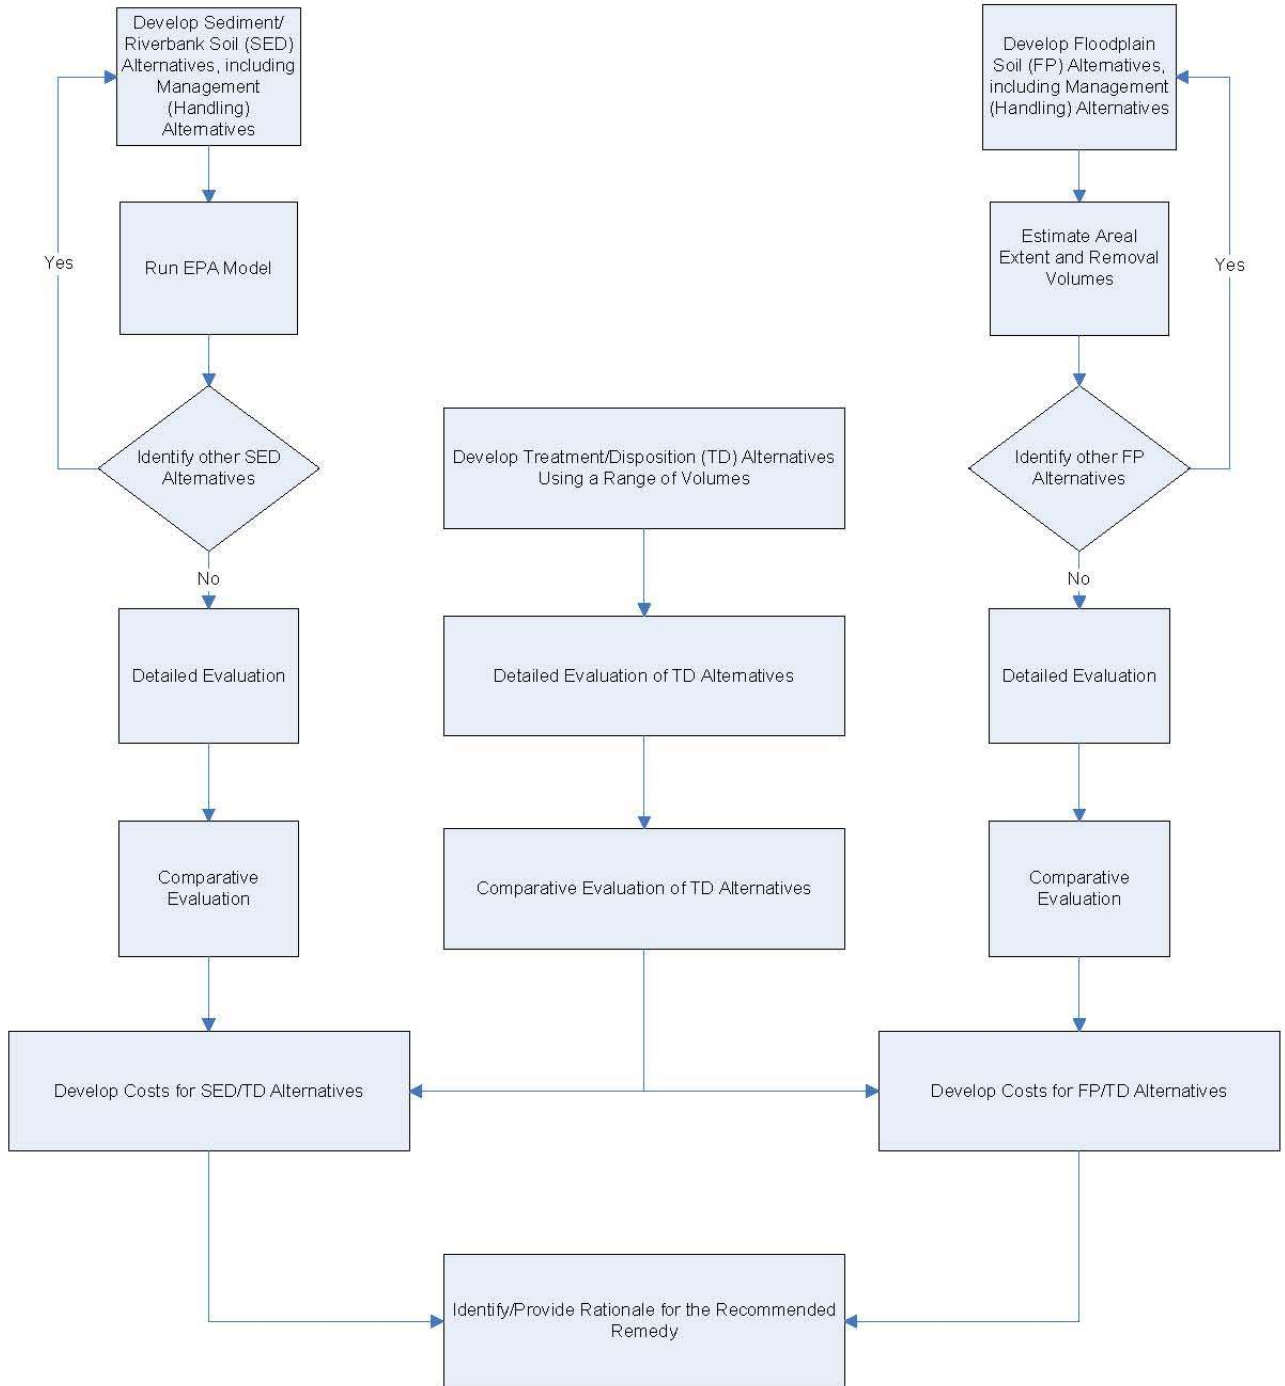 Develop Sediment/
Riverbank Soil (SED)
Alternatives, including
Management
(Handling)
Alternatives
Develop Floodplain
Soil (FP) Alternatives,
including Management
(Handling) Alternatives
Run EPA Model
Estimate Areal
Extent and Removal
Volumes
Yes
Yes
Identify other SED
Alternatives
Develop Treatment/Disposition (TD) Alternatives
Using a Range of Volumes
Identify other FP
Alternatives
No
No
Detailed Evaluation
Detailed Evaluation of TD Alternatives
Detailed Evaluation
Comparative
Evaluation
Comparative Evaluation of TD Alternatives
Comparative
Evaluation
Develop Costs for SED/TD Alternatives
Develop Costs for FP/TD Alternatives
Identify/Provide Rationale for the Recommended
Remedy